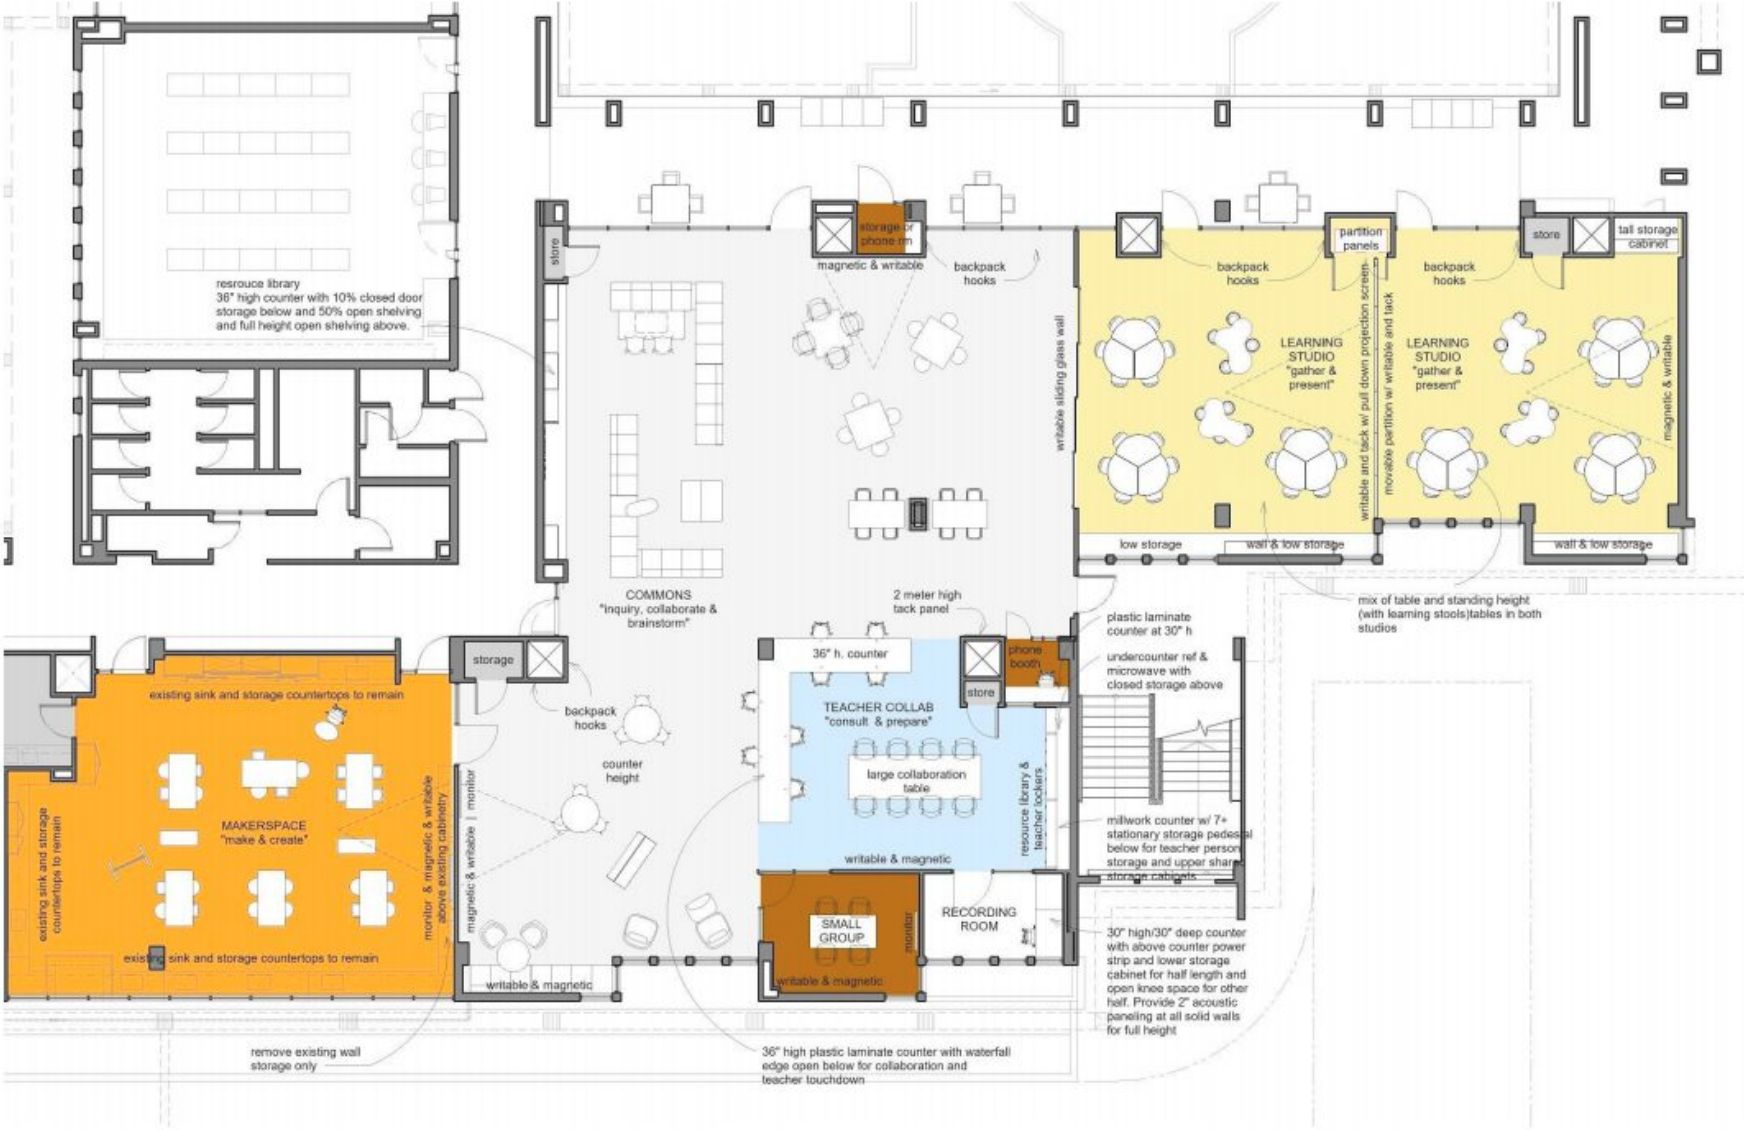 storage or
phone rm
magnetic & writable
backpack
hooks
store
resrouce library
36" high counter with 10% closed door
storage below and 50% open shelving
and full height open shelving above.
writable sliding glass wall
partition
panels
backpack
hooks
LEARNING
STUDIO
"gather &
present"
writable and tack w/ pull down projection screen
movable partition w/ writable and tack
backpack
hooks
LEARNING
STUDIO
"gather &
present"
store
tall storage
cabinet
magnetic & writable
low storage
wall & low storage
wall & low storage
mix of table and standing height
(with learning stools)tables in both
studios
COMMONS
"inquiry, collaborate &
brainstorm"
2 meter high
tack panel
plastic laminate
counter at 30" h
undercounter ref &
microwave with
closed storage above
36" h. counter
phone
booth
store
storage
backpack
hooks
counter
height
TEACHER COLLAB
"consult & prepare"
large collaboration
table
resource library &
teacher lockers
writable & magnetic
existing sink and storage countertops to remain
existing sink and storage
countertops to remain
MAKERSPACE
"make & create"
monitor & magnetic & writable
above existing cabinetry
magnetic & writable | monitor
existing sink and storage countertops to remain
writable & magnetic
SMALL
GROUP
monitor
writable & magnetic
RECORDING
ROOM
millwork counter w/ 7+
stationary storage pedestal
below for teacher person
storage and upper share
storage cabinets
30" high/30" deep counter
with above counter power
strip and lower storage
cabinet for half length and
open knee space for other
half. Provide 2" acoustic
paneling at all solid walls
for full height
remove existing wall
storage only
36" high plastic laminate counter with waterfall
edge open below for collaboration and
teacher touchdown